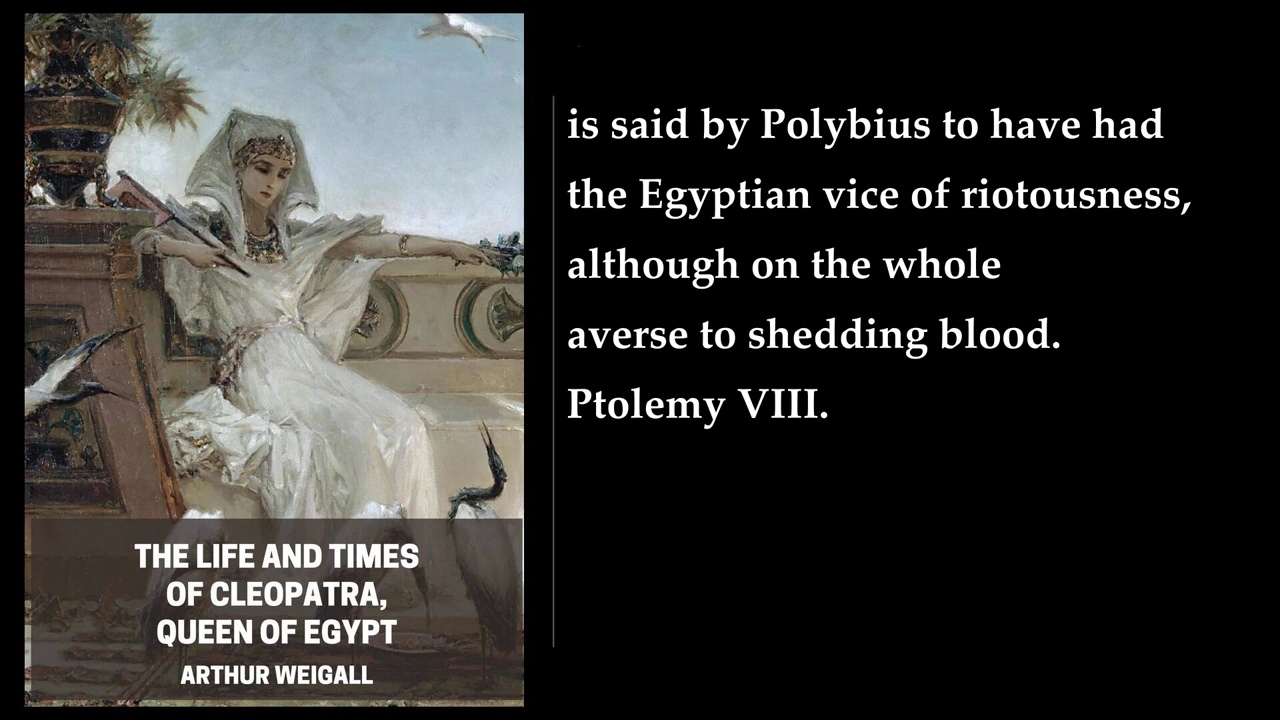 is said by Polybius to have had
the Egyptian vice of riotousness,
although on the whole
averse to shedding blood.
Ptolemy VIII.
THE LIFE AND TIMES
OF CLEOPATRA,
QUEEN OF EGYPT
ARTHUR WEIGALL